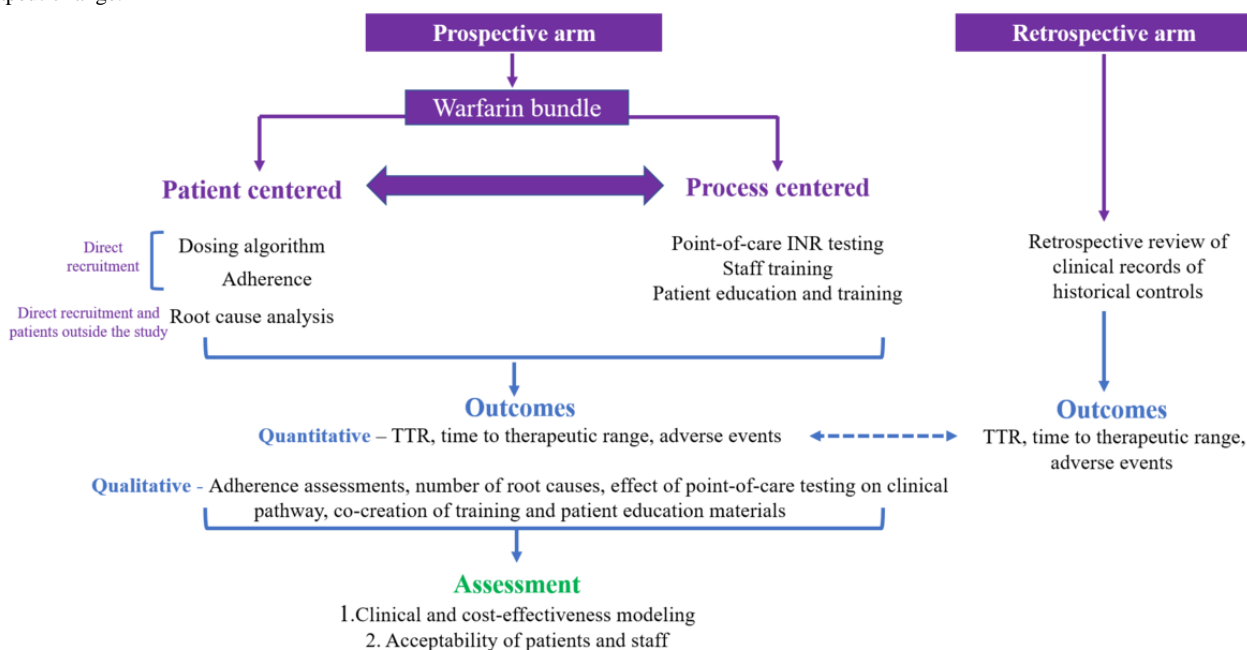 Prospective arm
Retrospective arm
Warfarin bundle
Patient centered
Process centered
Direct
recruitment
Dosing algorithm
Adherence
Direct recruitment and
patients outside the study
Root cause analysis
Point-of-care INR testing
Staff training
Patient education and training
Retrospective review of
clinical records of
historical controls
Outcomes
Quantitative – TTR, time to therapeutic range, adverse events
Outcomes
TTR, time to therapeutic range,
adverse events
Qualitative - Adherence assessments, number of root causes, effect of point-of-care testing on clinical
pathway, co-creation of training and patient education materials
Assessment
1.Clinical and cost-effectiveness modeling
2. Acceptability of patients and staff